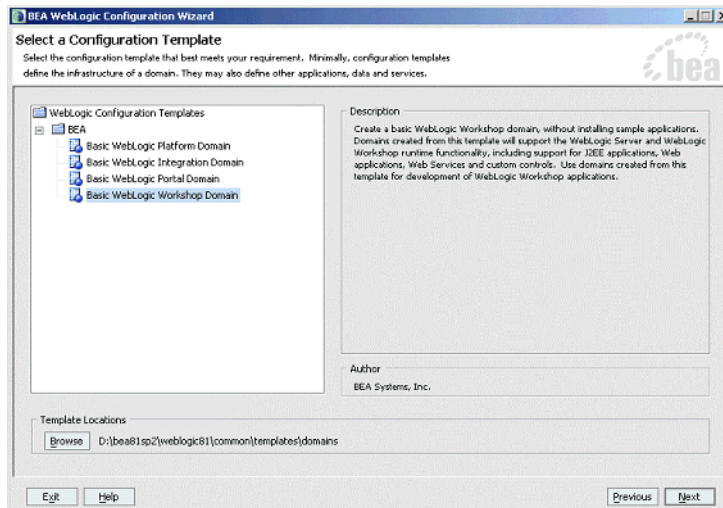 BEA WebLogic Configuration Wizard
Select a Configuration Template
Select the configuration template that best meets your requirement. Minimally, configuration templates
define the infrastructure of a domain. They may also define other applications, data and services.
bea
WebLogic Configuration Templates
BEA
Basic WebLogic Platform Domain
Basic WebLogic Integration Domain
Basic WebLogic Portal Domain
Basic WebLogic Workshop Domain
Description
Create a basic WebLogic Workshop domain, without installing sample applications.
Domains created from this template will support the WebLogic Server and WebLogic
Workshop runtime functionality, including support for J2EE applications, Web
applications, Web Services and custom controls. Use domains created from this
template for development of WebLogic Workshop applications.
Author
BEA Systems, Inc.
Template Locations
Browse D:\bea81sp2\weblogic81\common\templates\domains
Exit Help Previous Next